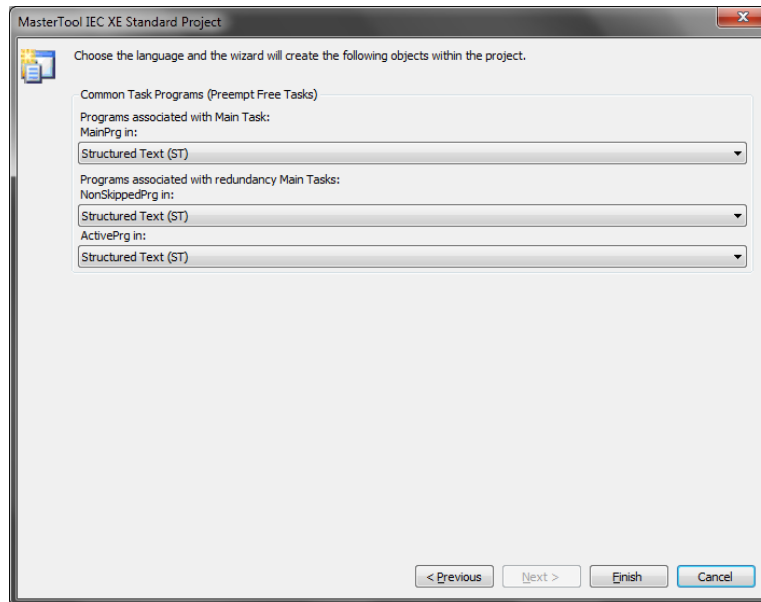 MasterTool IEC XE Standard Project
Choose the language and the wizard will create the following objects within the project.
Common Task Programs (Preempt Free Tasks)
Programs associated with Main Task:
MainPrg in:
Structured Text (ST)
Programs associated with redundancy Main Tasks:
NonSkippedPrg in:
Structured Text (ST)
ActivePrg in:
Structured Text (ST)
< Previous
Next >
Finish
Cancel